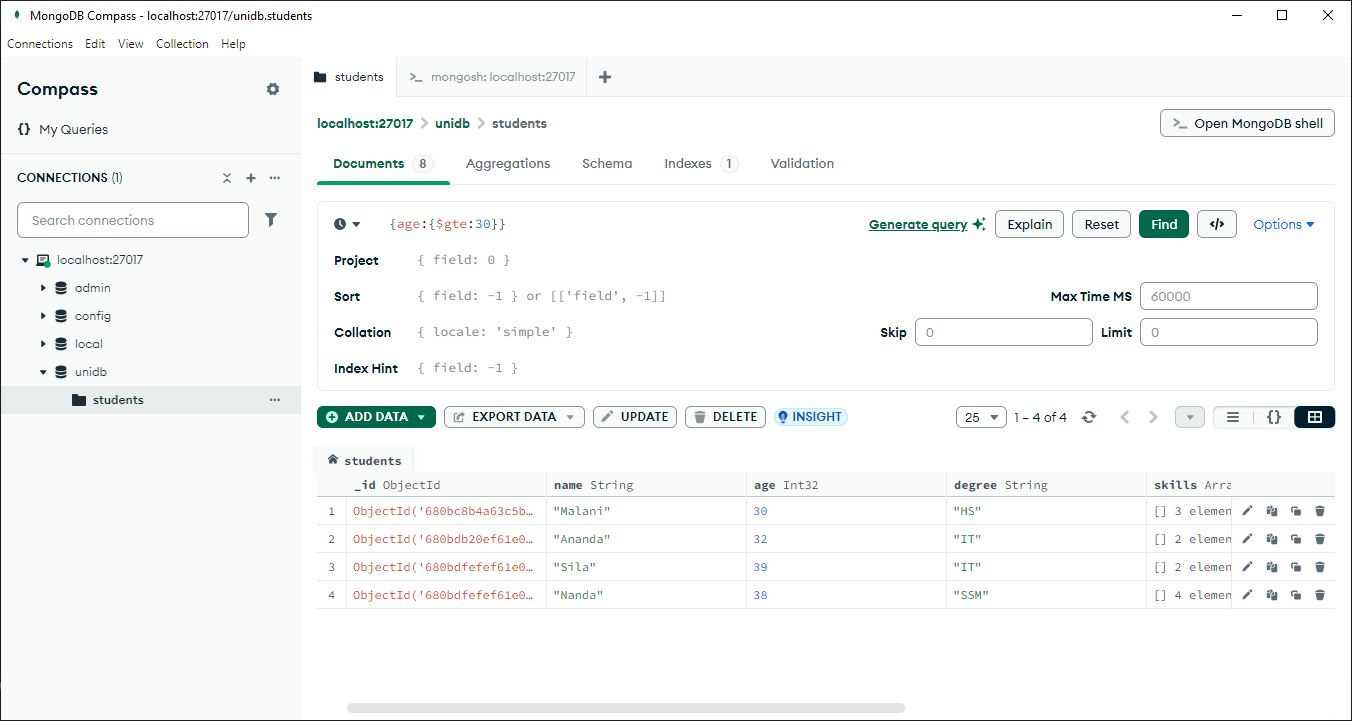 MongoDB Compass - localhost:27017/unidb.students
Connections Edit View Collection Help
Compass
{} My Queries
CONNECTIONS (1)
Search connections
localhost:27017
admin
config
local
unidb
students
students >_ mongosh: localhost:27017 +
localhost:27017 > unidb > students
>_ Open MongoDB shell
Documents 8 Aggregations Schema Indexes 1 Validation
{age:{$gte:30}} Generate query Explain Reset Find </> Options
Project { field: 0 }
Sort { field: -1 } or [['field', -1]] Max Time MS 60000
Collation { locale: 'simple' } Skip 0 Limit 0
Index Hint { field: -1 }
ADD DATA EXPORT DATA UPDATE DELETE INSIGHT 25 1 – 4 of 4 {}
students
_id ObjectId name String age Int32 degree String skills Arra
1 ObjectId('680bc8b4a63c5b… "Malani" 30 "HS" [] 3 elemen
2 ObjectId('680bdb20ef61e0… "Ananda" 32 "IT" [] 2 elemen
3 ObjectId('680bdfefef61e0… "Sila" 39 "IT" [] 2 elemen
4 ObjectId('680bdfefef61e0… "Nanda" 38 "SSM" [] 4 elemen